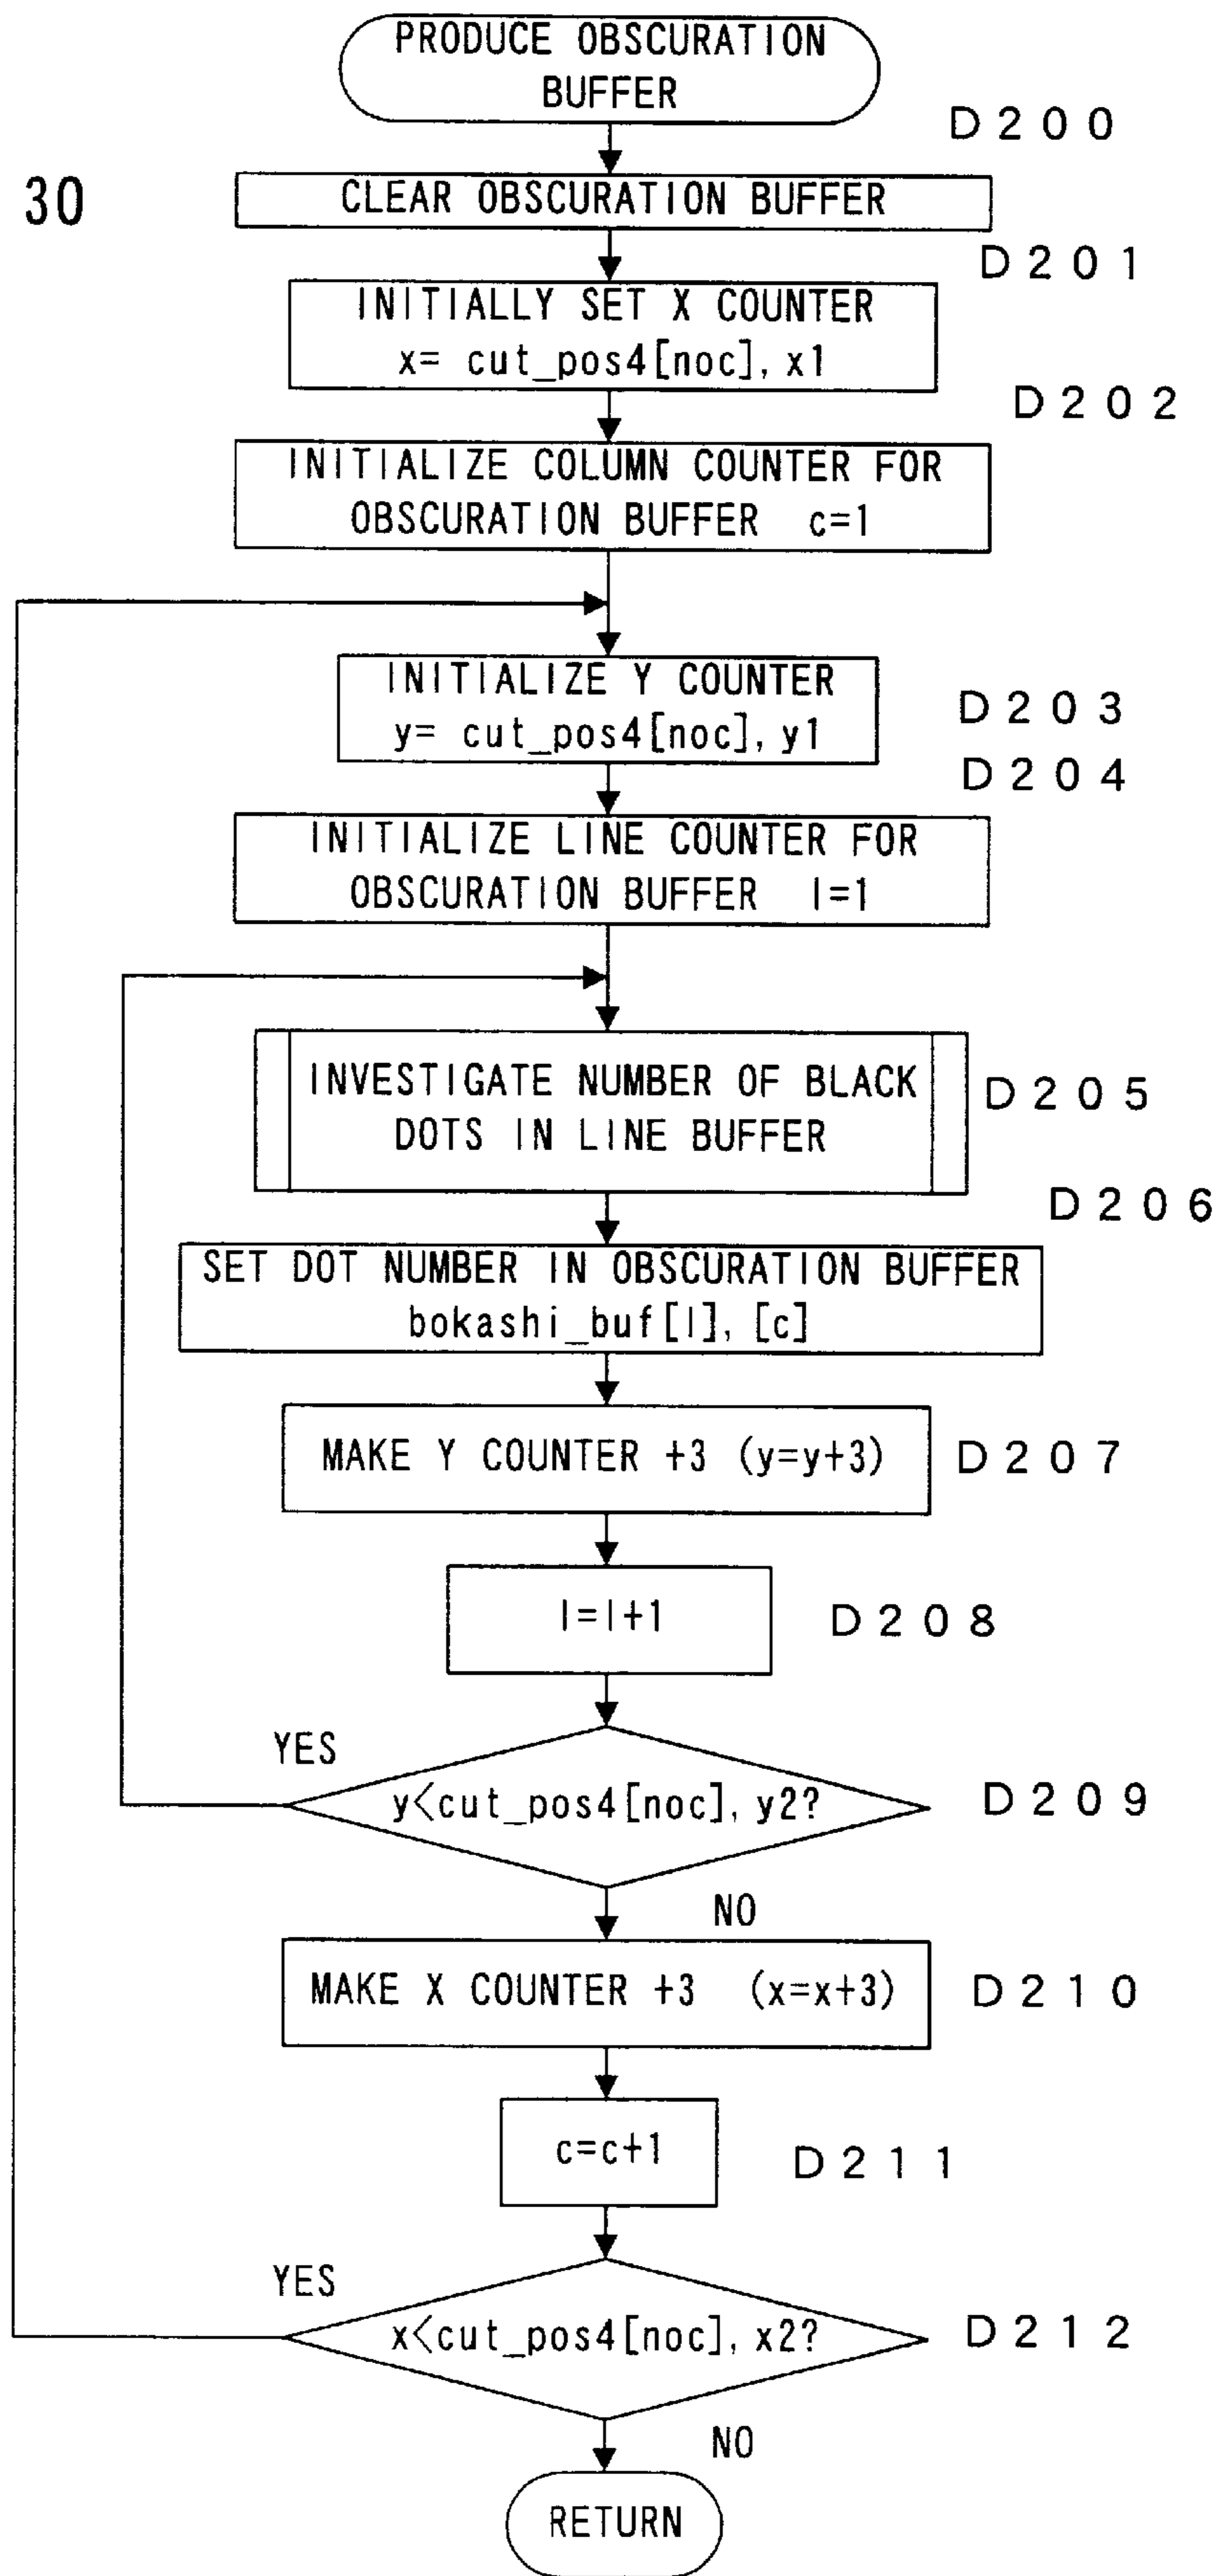 PRODUCE OBSCURATION
BUFFER
D200
30
CLEAR OBSCURATION BUFFER
D201
INITIALLY SET X COUNTER
x= cut_pos4[noc], x1
D202
INITIALIZE COLUMN COUNTER FOR
OBSCURATION BUFFER c=1
INITIALIZE Y COUNTER
y= cut_pos4[noc], y1
D203
D204
INITIALIZE LINE COUNTER FOR
OBSCURATION BUFFER l=1
INVESTIGATE NUMBER OF BLACK
DOTS IN LINE BUFFER
D205
D206
SET DOT NUMBER IN OBSCURATION BUFFER
bokashi_buf[l], [c]
MAKE Y COUNTER +3 (y=y+3)
D207
l=l+1
D208
YES
y<cut_pos4[noc], y2?
D209
NO
MAKE X COUNTER +3 (x=x+3)
D210
c=c+1
D211
YES
x<cut_pos4[noc], x2?
D212
NO
RETURN